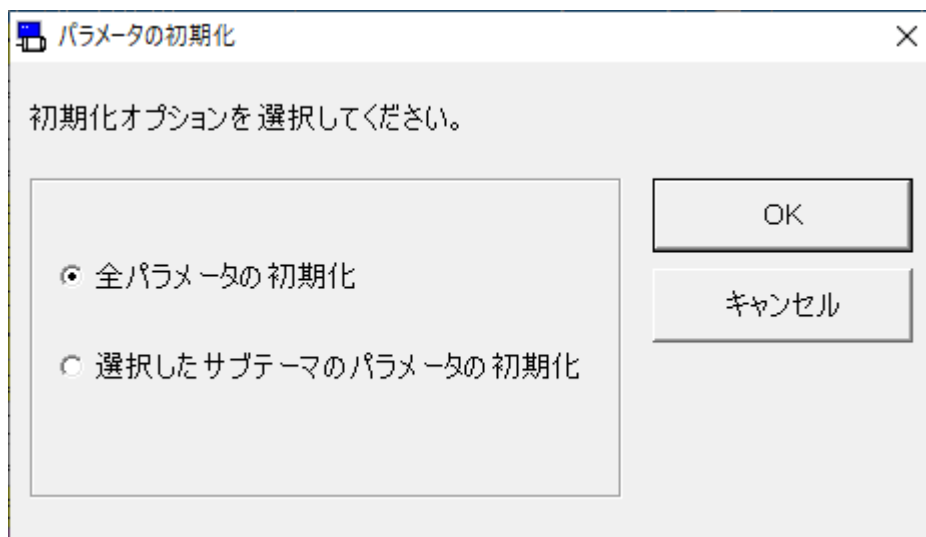 パラメータの初期化
初期化オプションを選択してください。
全パラメータの初期化
選択したサブテーマのパラメータの初期化
OK
キャンセル